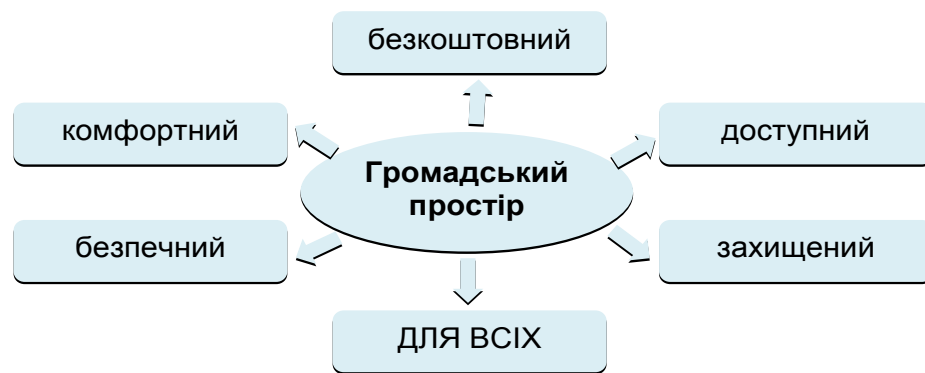 безкоштовний
комфортний
доступний
Громадський
простір
безпечний
захищений
ДЛЯ ВСІХ